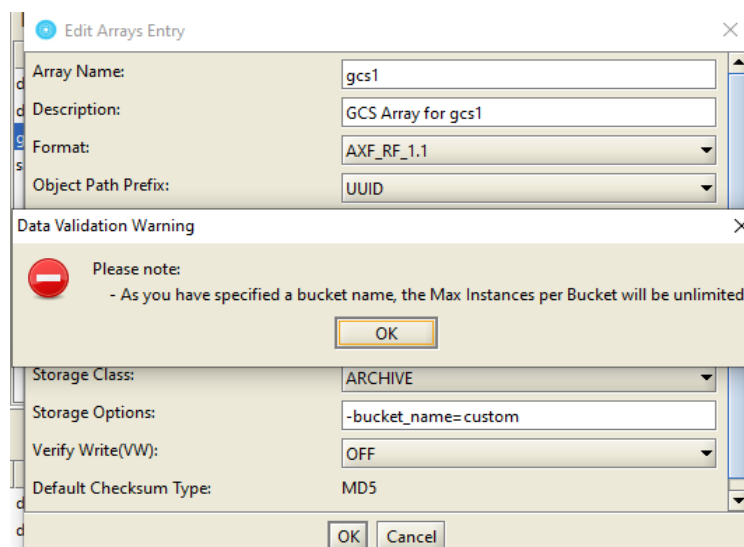 Edit Arrays Entry
Array Name:
gcs1
Description:
GCS Array for gcs1
Format:
AXF_RF_1.1
Object Path Prefix:
UUID
Data Validation Warning
Please note:
- As you have specified a bucket name, the Max Instances per Bucket will be unlimited
OK
Storage Class:
ARCHIVE
Storage Options:
-bucket_name=custom
Verify Write(VW):
OFF
Default Checksum Type:
MD5
OK Cancel